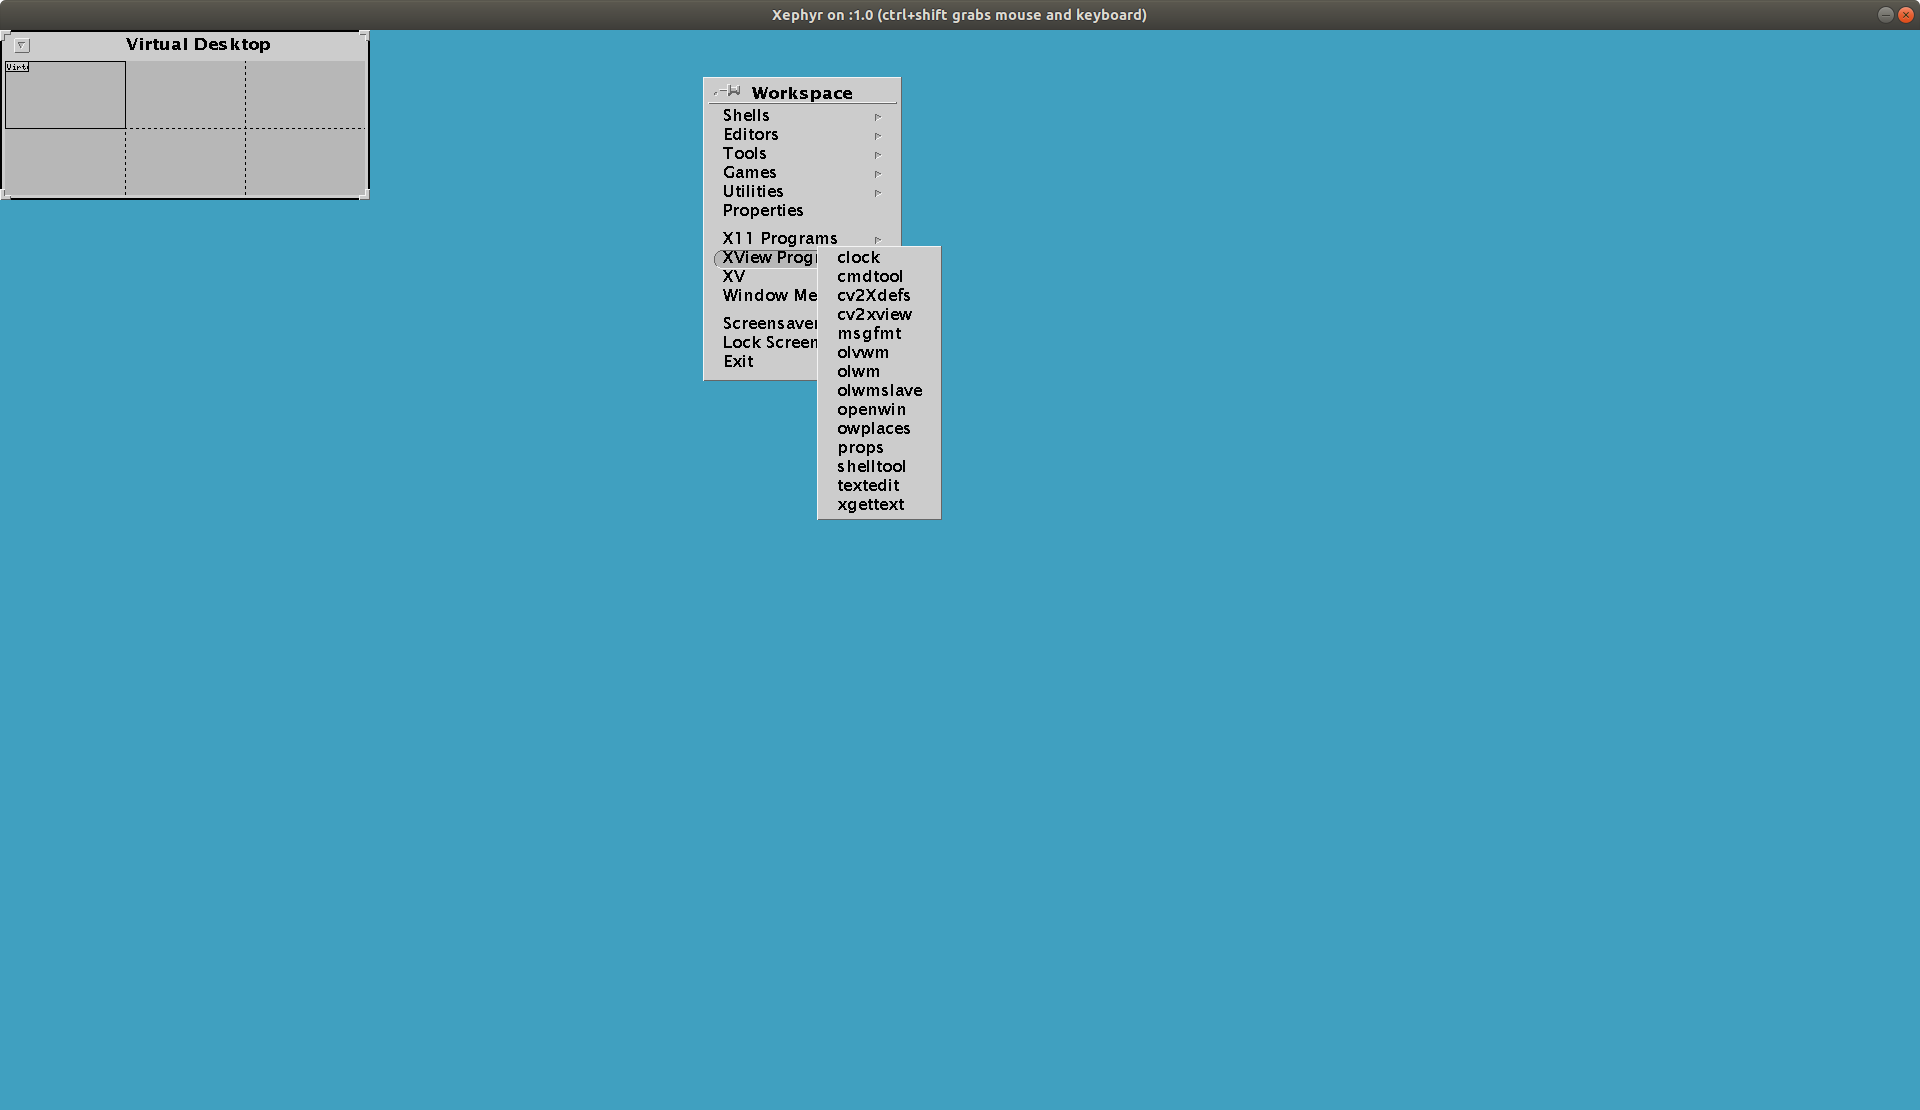 Xephyr on :1.0 (ctrl+shift grabs mouse and keyboard)
Virtual Desktop
Virt
Workspace
Shells
Editors
Tools
Games
Utilities
Properties
X11 Programs
XView Progr
XV
Window Me
Screensaver
Lock Screen
Exit
clock
cmdtool
cv2Xdefs
cv2xview
msgfmt
olvwm
olwm
olwmslave
openwin
owplaces
props
shelltool
textedit
xgettext